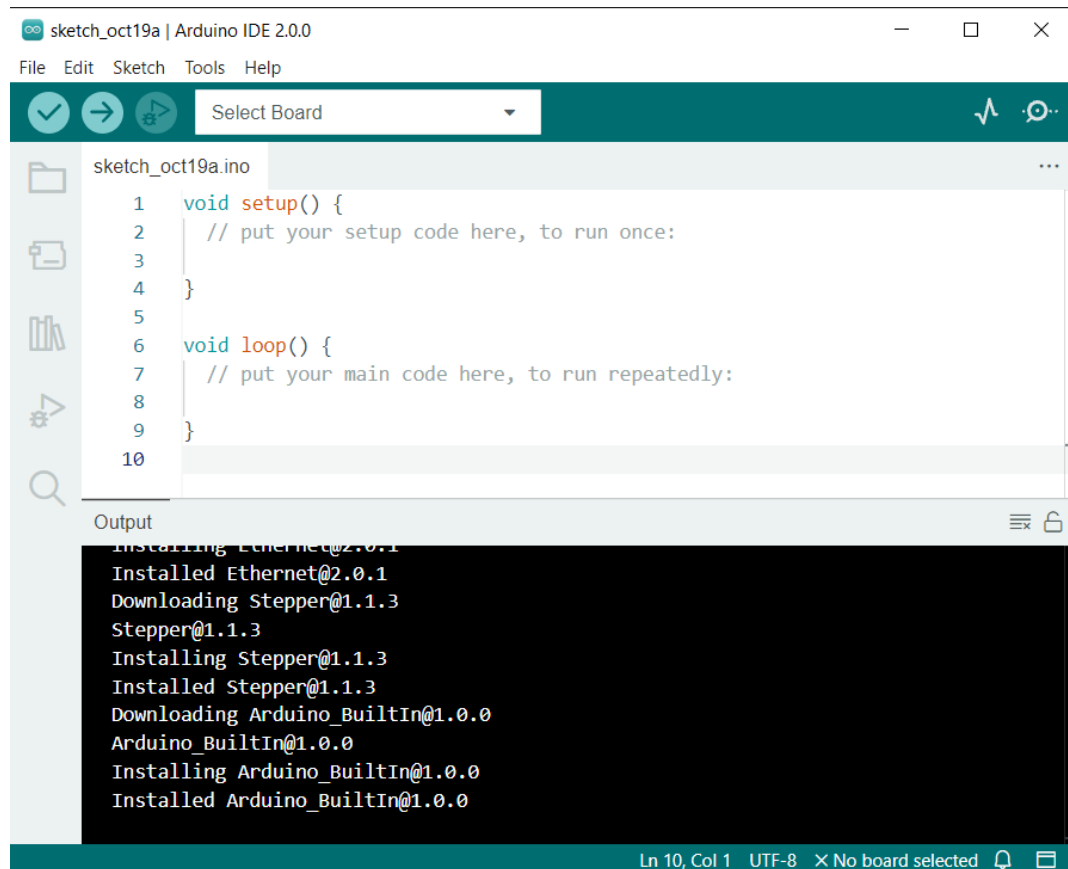 sketch_oct19a | Arduino IDE 2.0.0
File Edit Sketch Tools Help
Select Board
sketch_oct19a.ino
1 void setup() {
2 // put your setup code here, to run once:
3
4 }
5
6 void loop() {
7 // put your main code here, to run repeatedly:
8
9 }
10
Output
Installing Ethernet@2.0.1
Installed Ethernet@2.0.1
Downloading Stepper@1.1.3
Stepper@1.1.3
Installing Stepper@1.1.3
Installed Stepper@1.1.3
Downloading Arduino_BuiltIn@1.0.0
Arduino_BuiltIn@1.0.0
Installing Arduino_BuiltIn@1.0.0
Installed Arduino_BuiltIn@1.0.0
Ln 10, Col 1 UTF-8 × No board selected